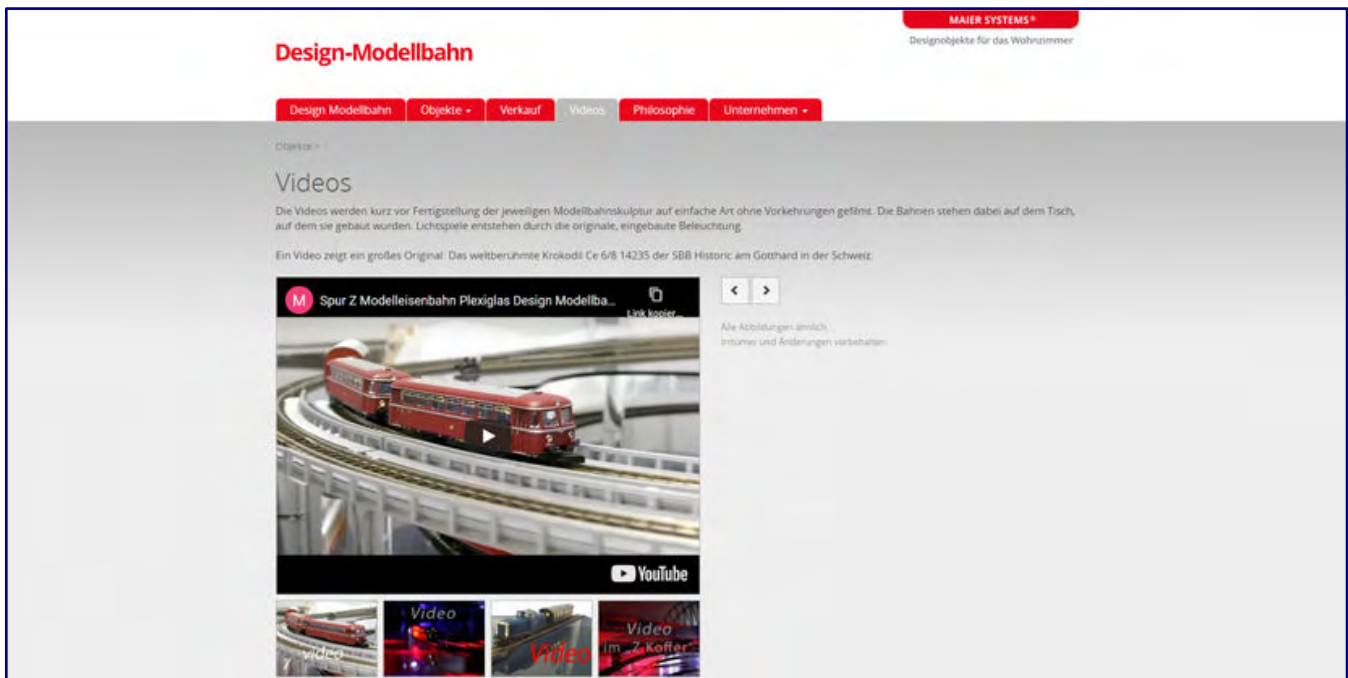 MAIER SYSTEMS®
Designobjekte für das Wohnzimmer
Design-Modellbahn
Design Modellbahn
Objekte
Verkauf
Videos
Philosophie
Unternehmen
Objekte >
Videos
Die Videos werden kurz vor Fertigstellung der jeweiligen Modellbahnskulptur auf einfache Art ohne Vorkehrungen gefilmt. Die Bahnen stehen dabei auf dem Tisch,
auf dem sie gebaut wurden. Lichtspiele entstehen durch die originale, eingebaute Beleuchtung.
Ein Video zeigt ein großes Original: Das weltberühmte Krokodil Ce 6/8 14235 der SBB Historic am Gotthard in der Schweiz
M
Spur Z Modelleisenbahn Plexiglas Design Modellba...
Link kopier...
Alle Abbildungen ähnlich.
Irrtümer und Änderungen vorbehalten.
YouTube
Video
Video
Video
Video
im „Z Koffer“